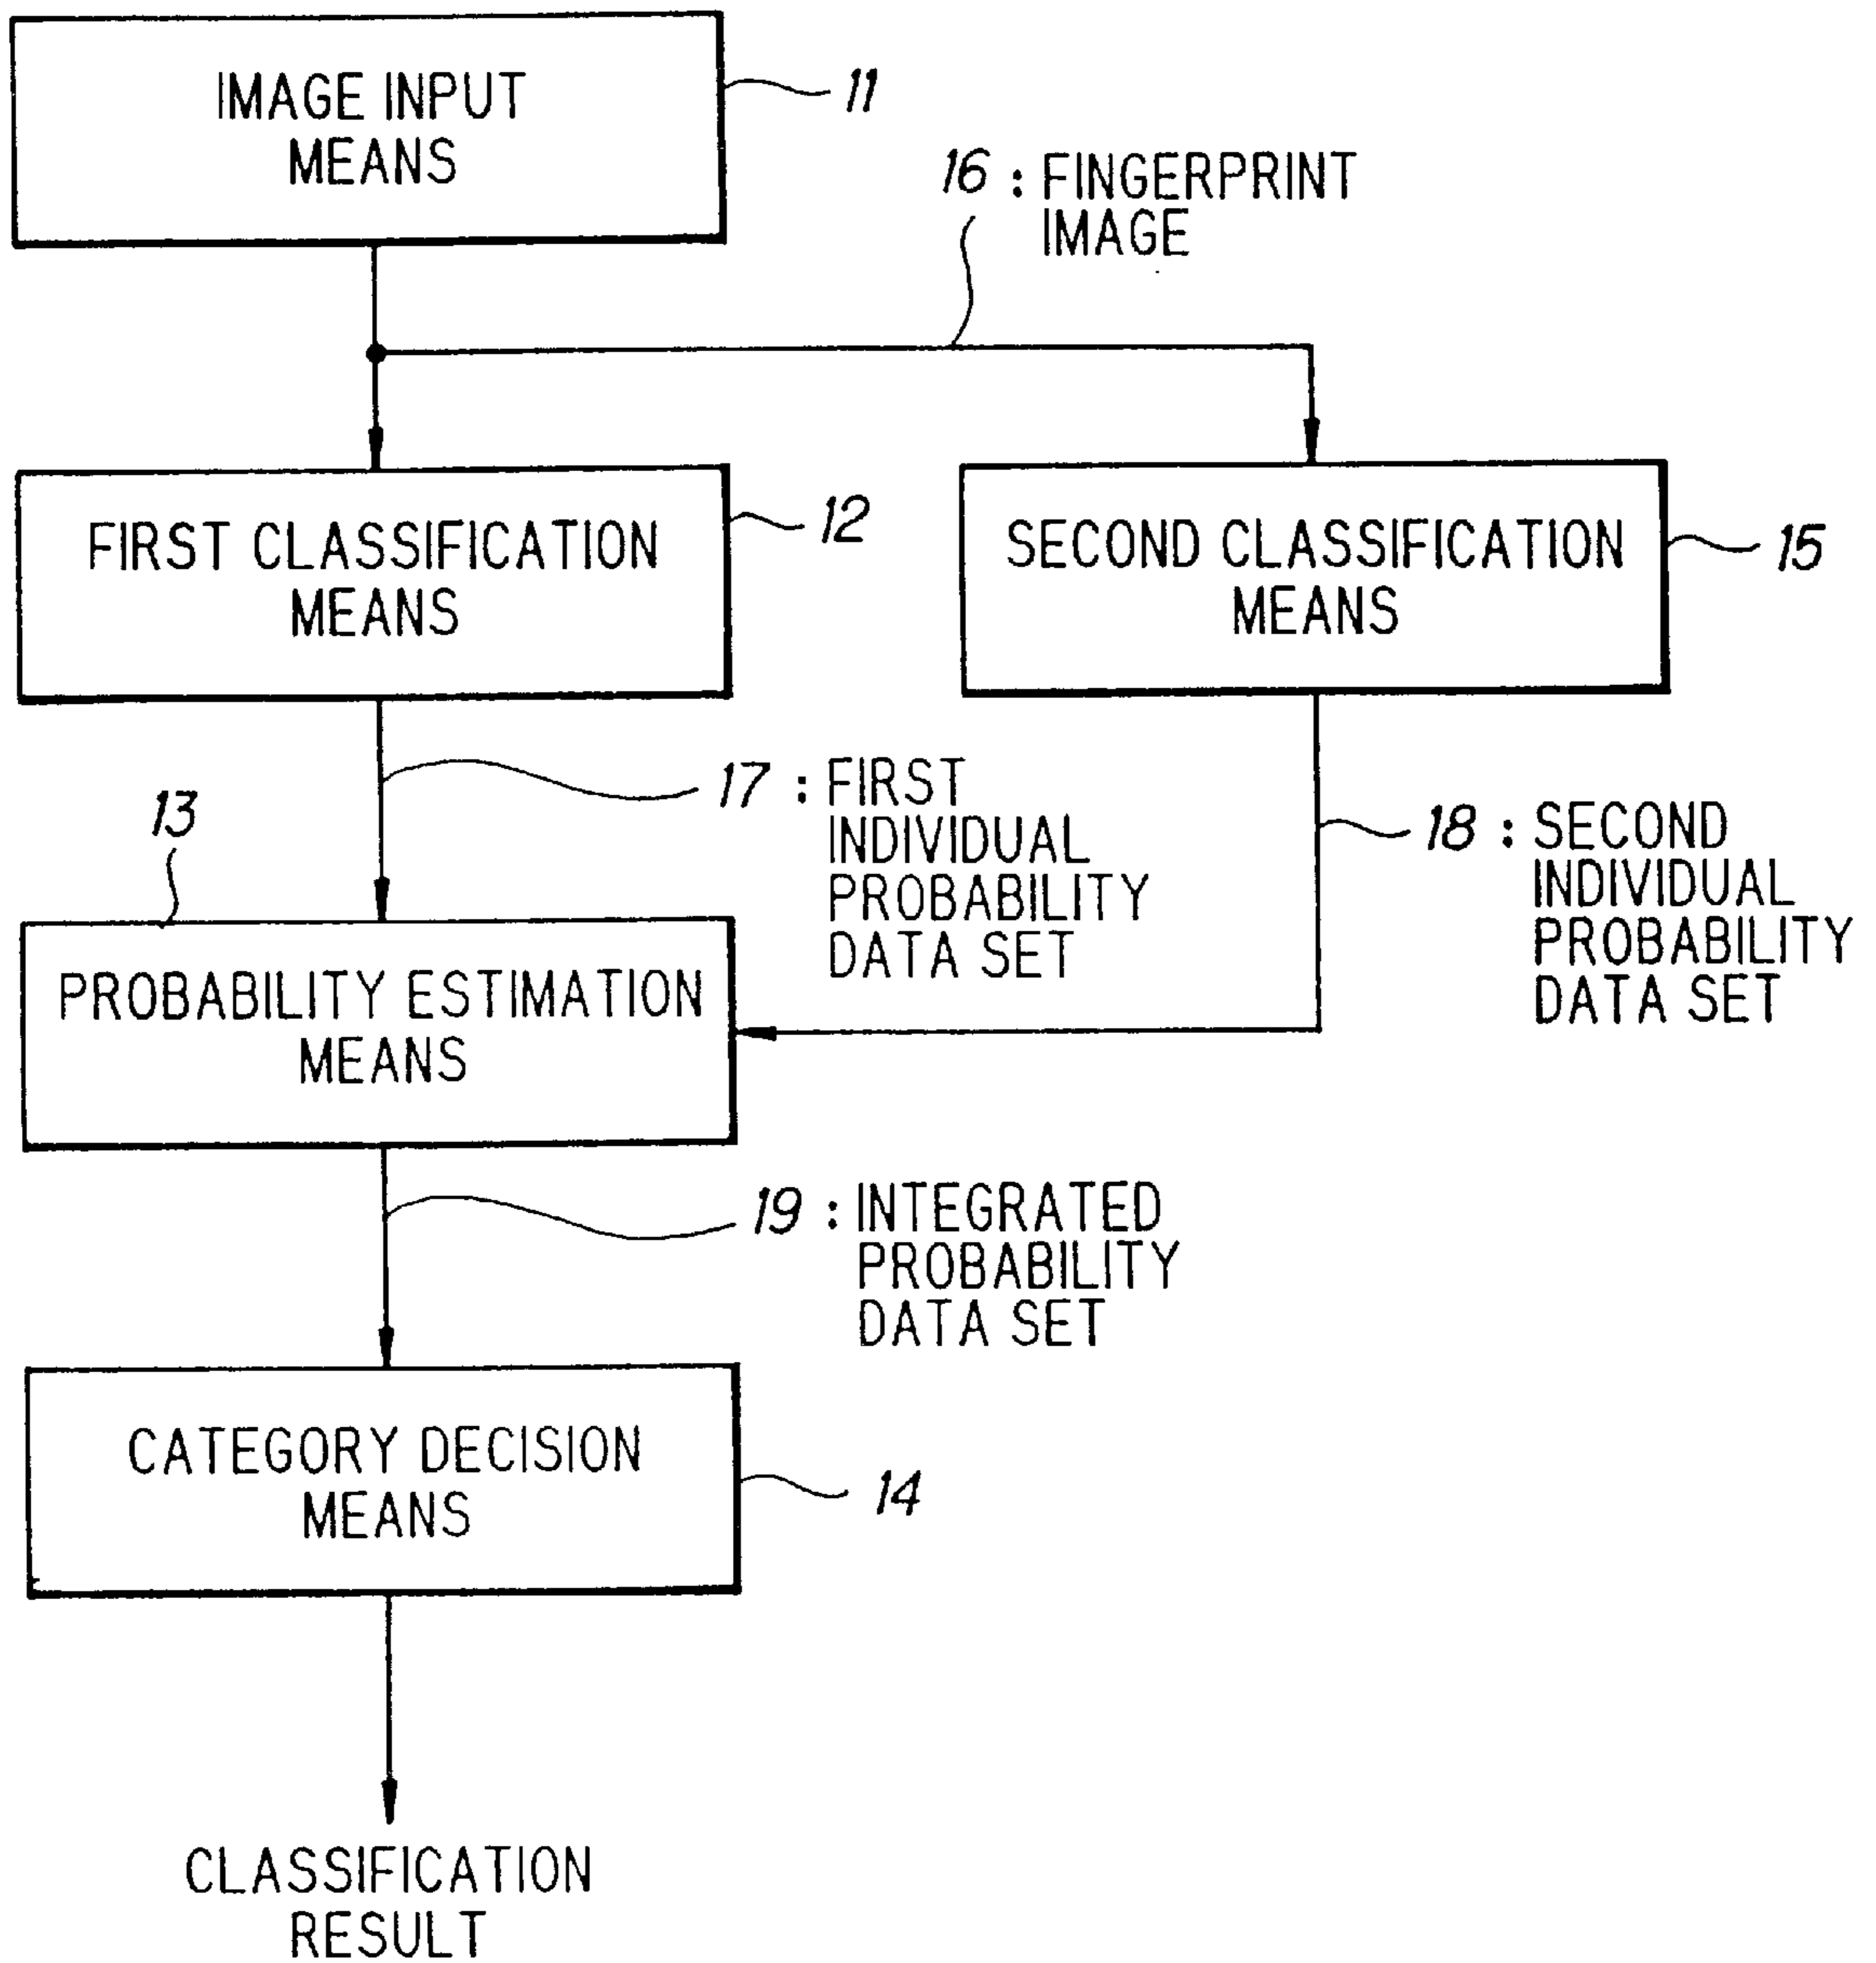 IMAGE INPUT
MEANS
11
16 : FINGERPRINT
IMAGE
FIRST CLASSIFICATION
MEANS
12
SECOND CLASSIFICATION
MEANS
15
17 : FIRST
INDIVIDUAL
PROBABILITY
DATA SET
18 : SECOND
INDIVIDUAL
PROBABILITY
DATA SET
13
PROBABILITY ESTIMATION
MEANS
19 : INTEGRATED
PROBABILITY
DATA SET
CATEGORY DECISION
MEANS
14
CLASSIFICATION
RESULT